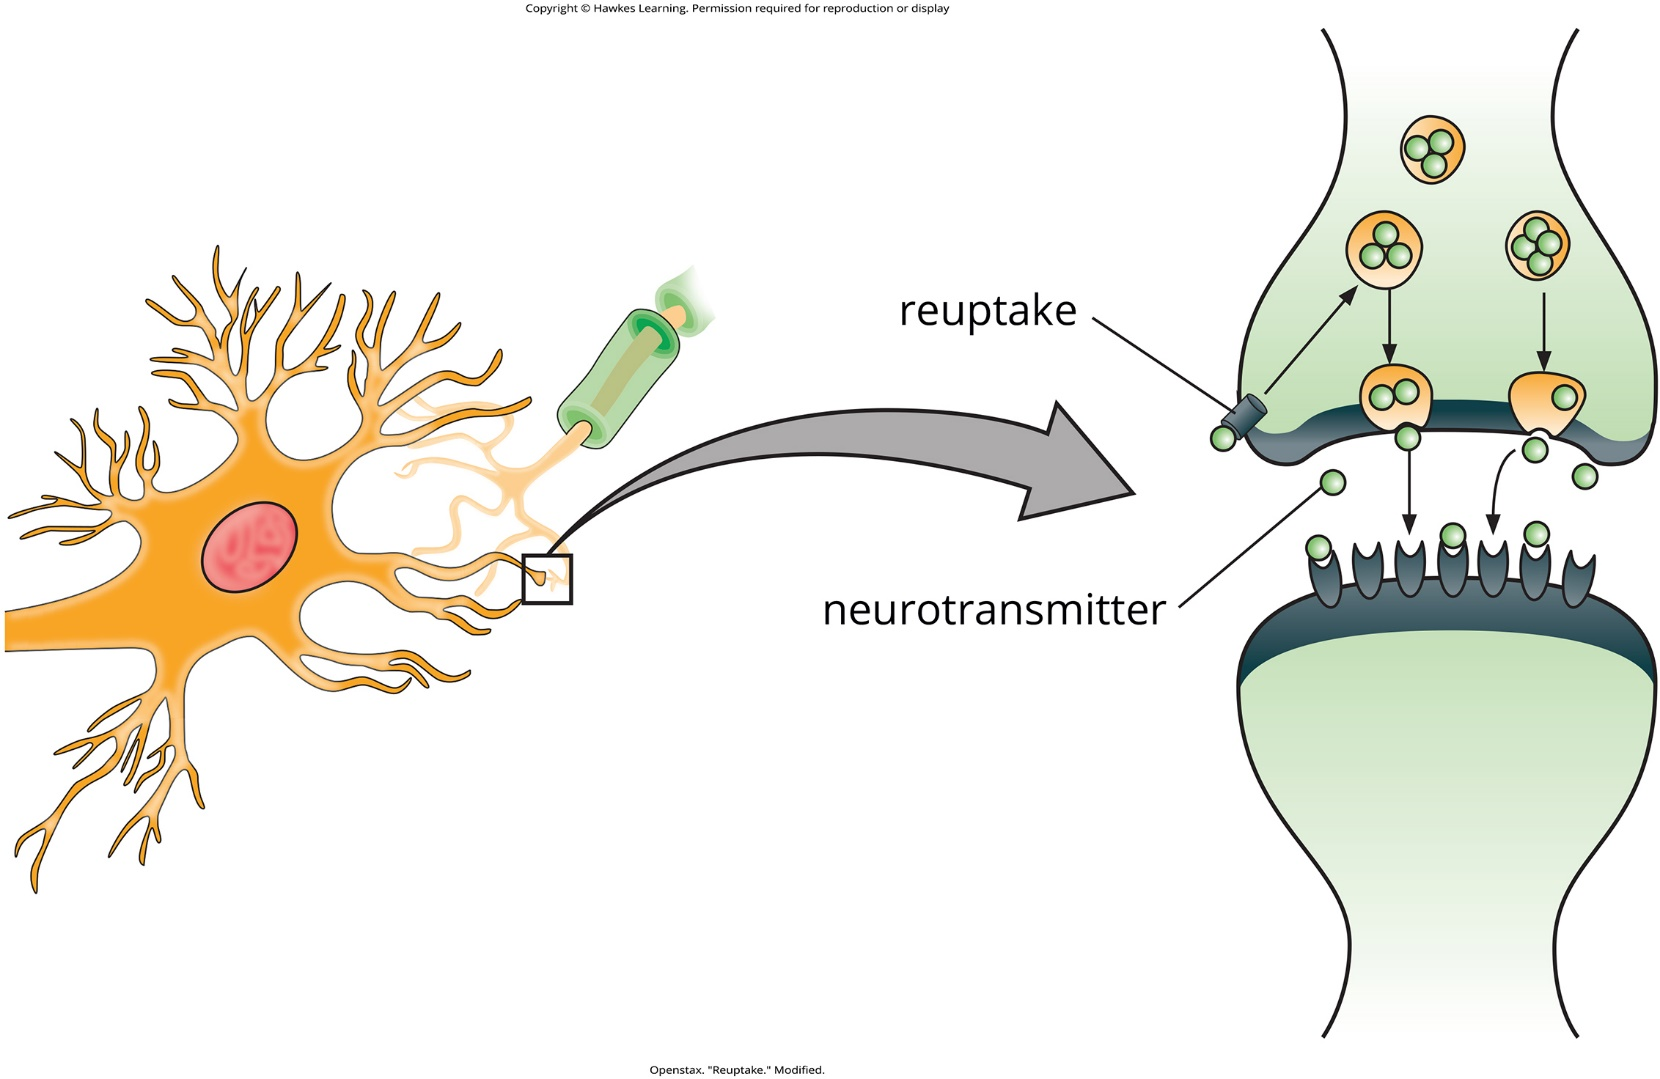 Copyright © Hawkes Learning. Permission required for reproduction or display
reuptake
neurotransmitter
Openstax. "Reuptake." Modified.